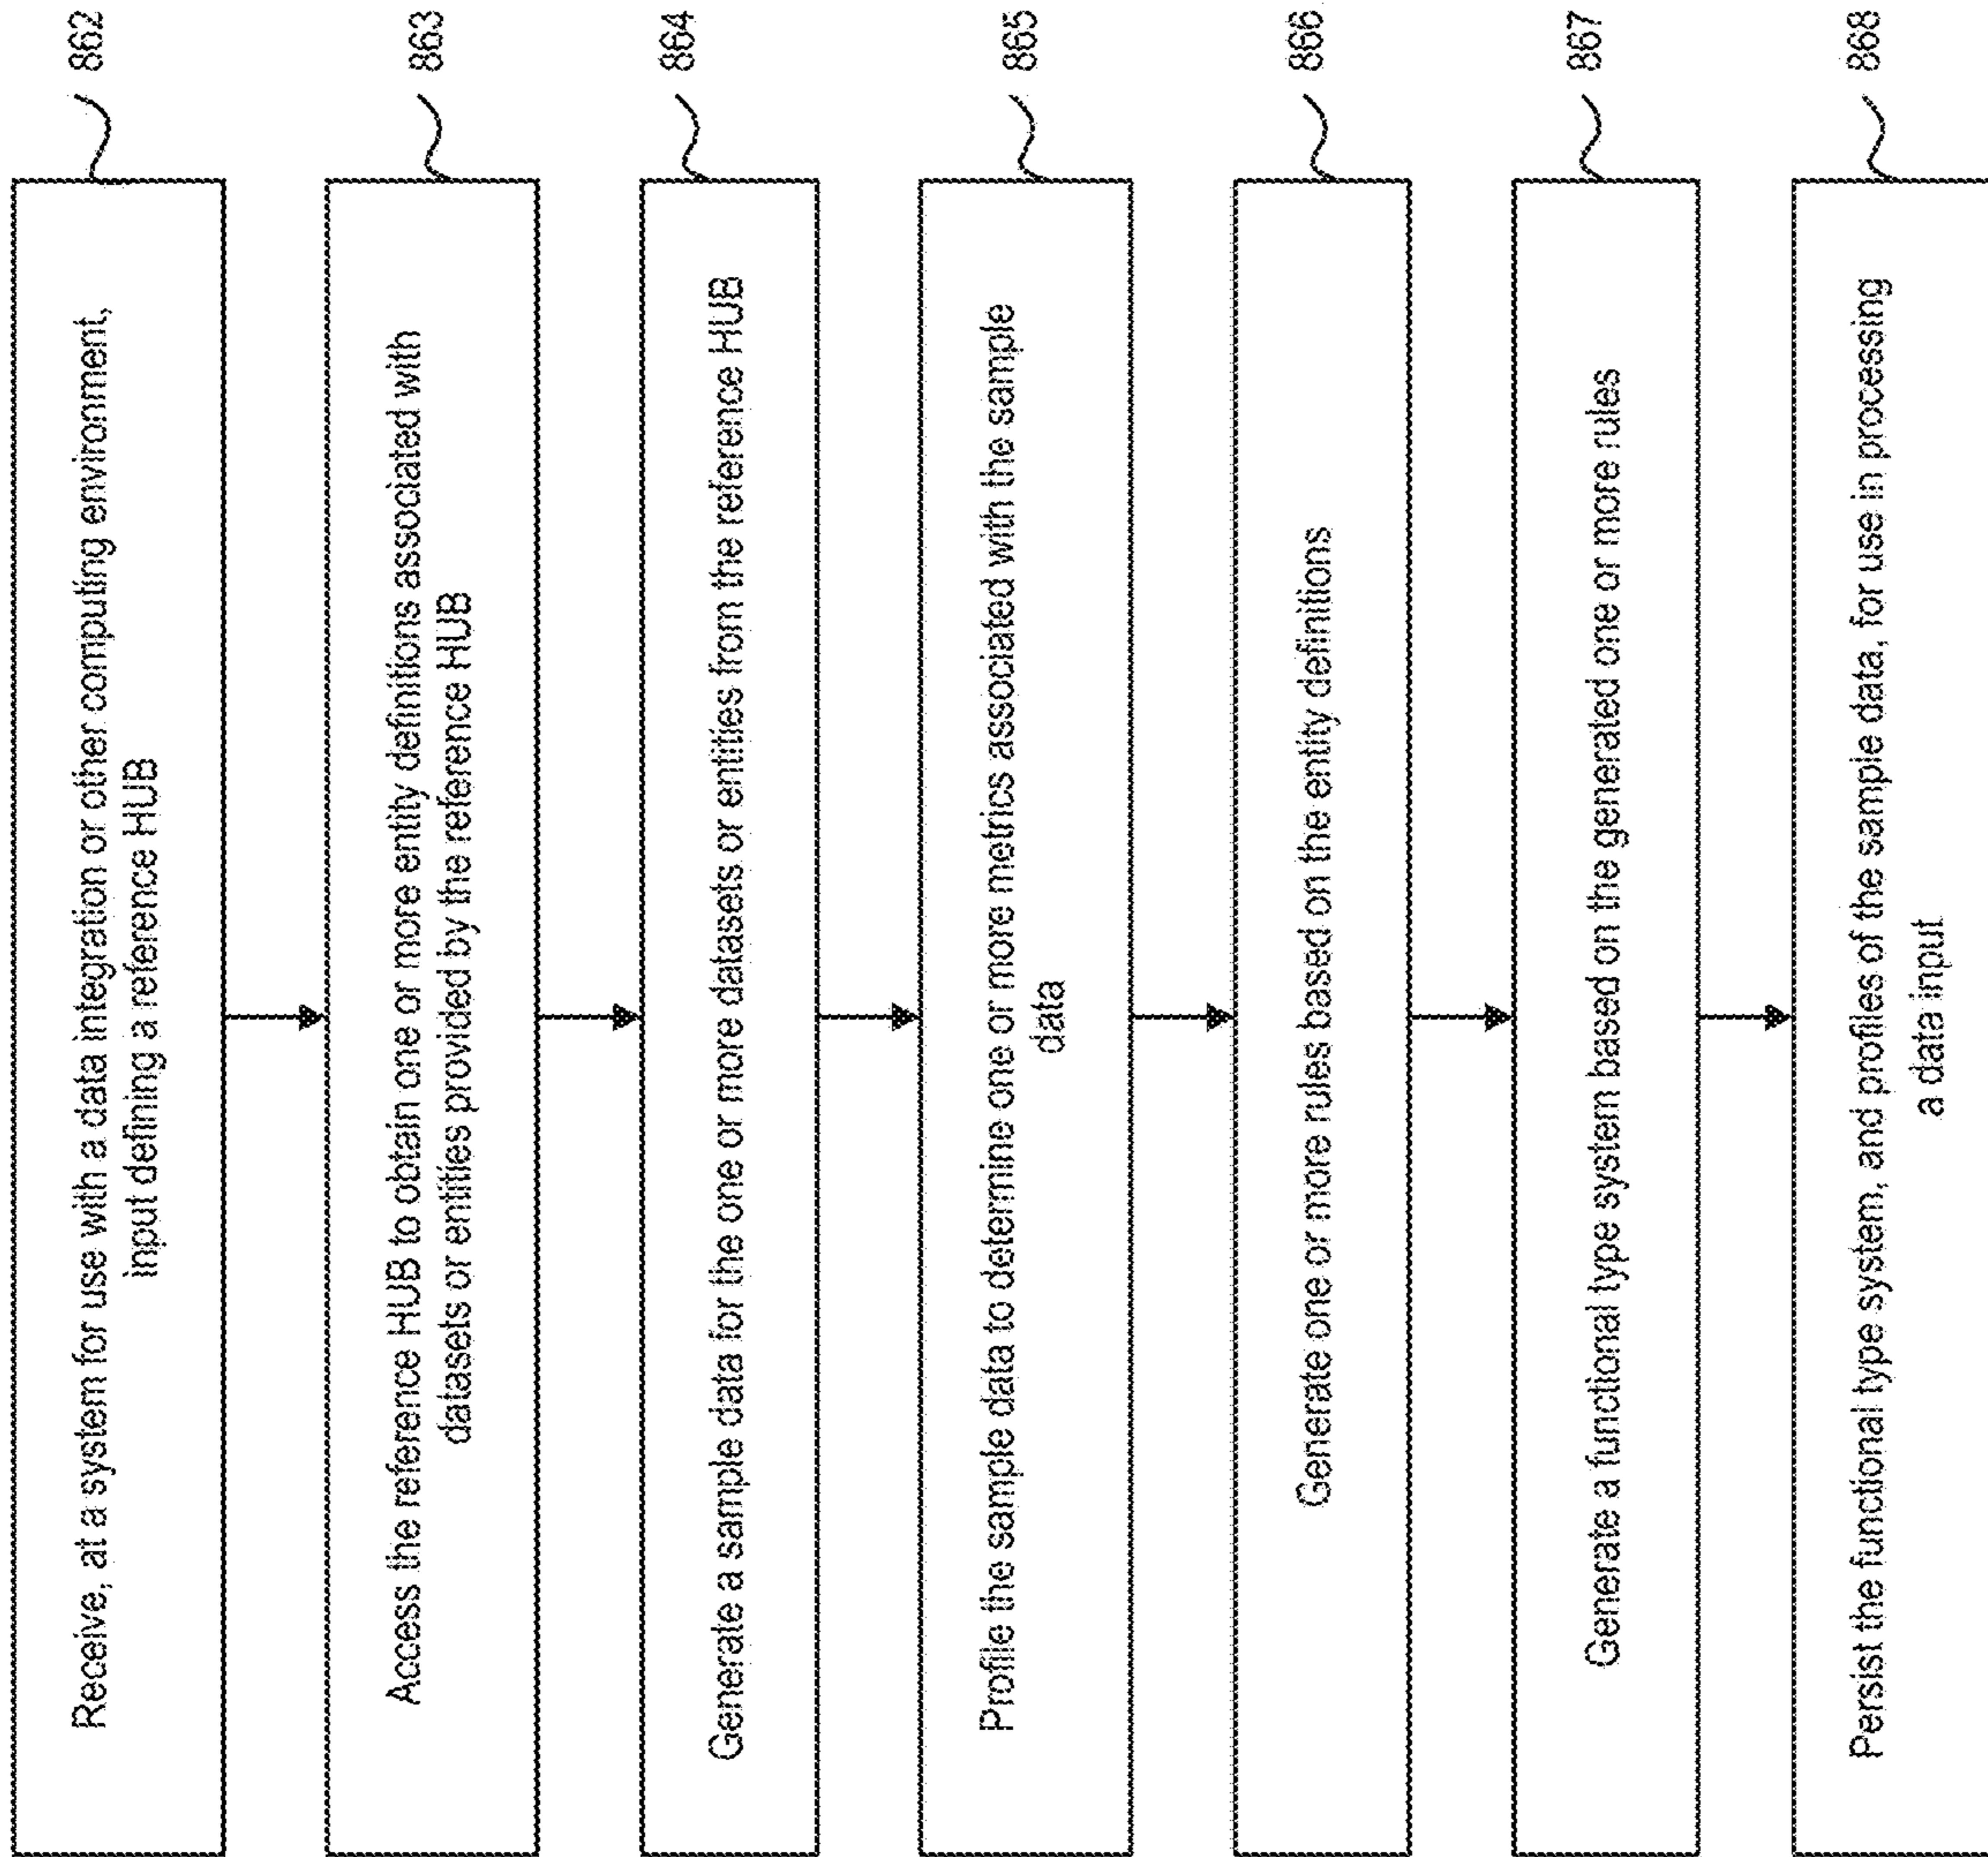 Receive, at a system for use with a data integration or other computing environment,
input defining a reference HUB
862
Access the reference HUB to obtain one or more entity definitions associated with
datasets or entities provided by the reference HUB
863
Generate a sample data for the one or more datasets or entities from the reference HUB
864
Profile the sample data to determine one or more metrics associated with the sample
data
865
Generate one or more rules based on the entity definitions
866
Generate a functional type system based on the generated one or more rules
867
Persist the functional type system, and profiles of the sample data, for use in processing
a data input
868